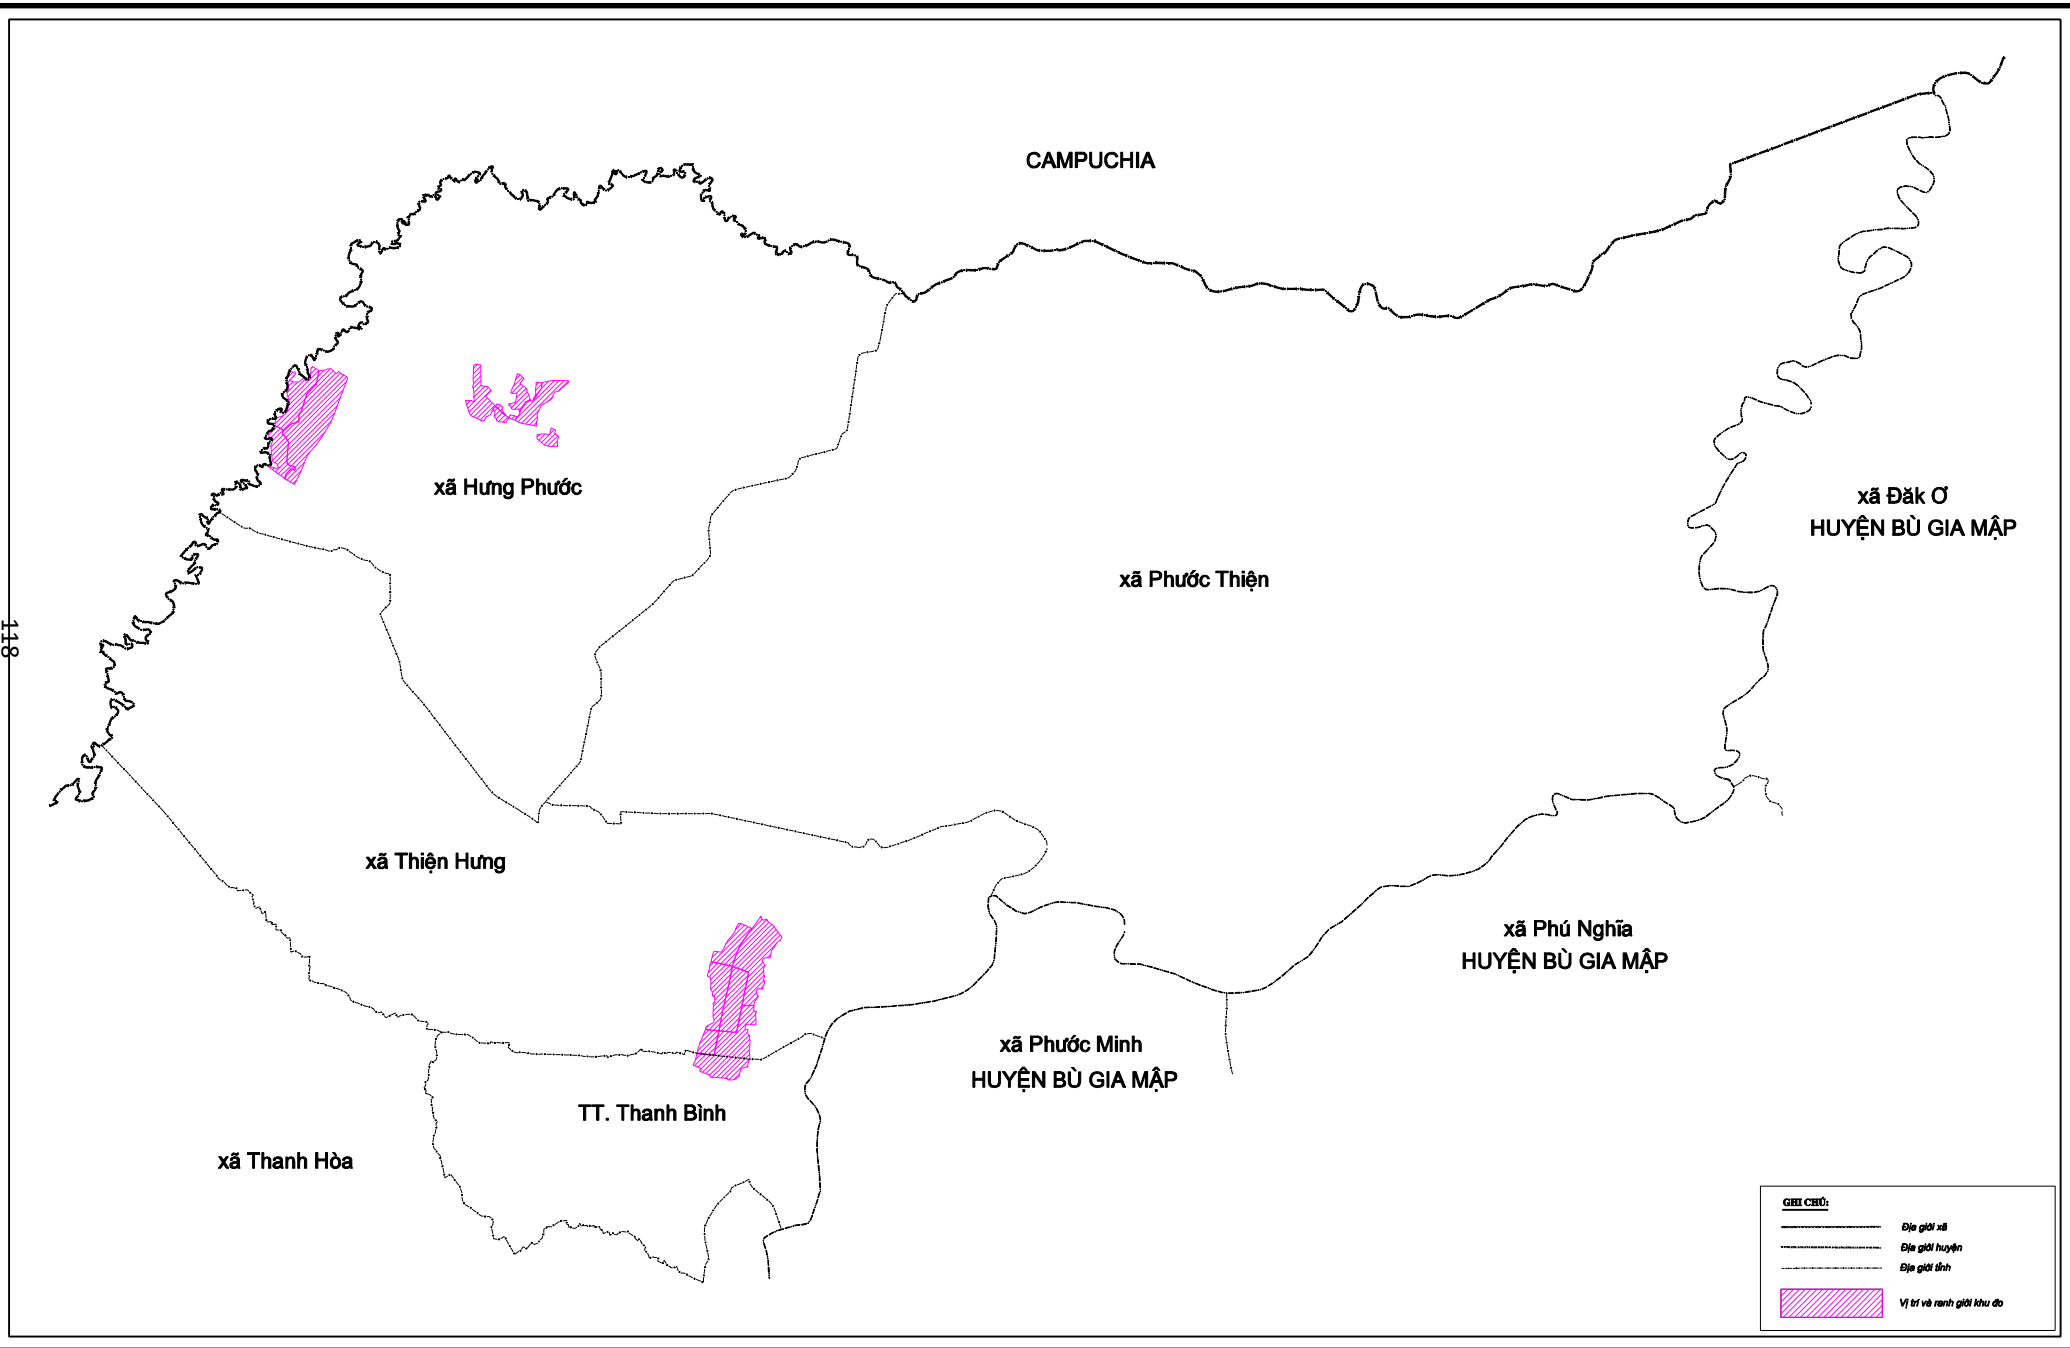 CAMPUCHIA
xã Hưng Phước
xã Đăk Ơ
HUYỆN BÙ GIA MẬP
xã Phước Thiện
118
xã Thiện Hưng
xã Phú Nghĩa
HUYỆN BÙ GIA MẬP
xã Phước Minh
HUYỆN BÙ GIA MẬP
TT. Thanh Bình
xã Thanh Hòa
GHI CHÚ:
Địa giới xã
Địa giới huyện
Địa giới tỉnh
Vị trí và ranh giới khu đo